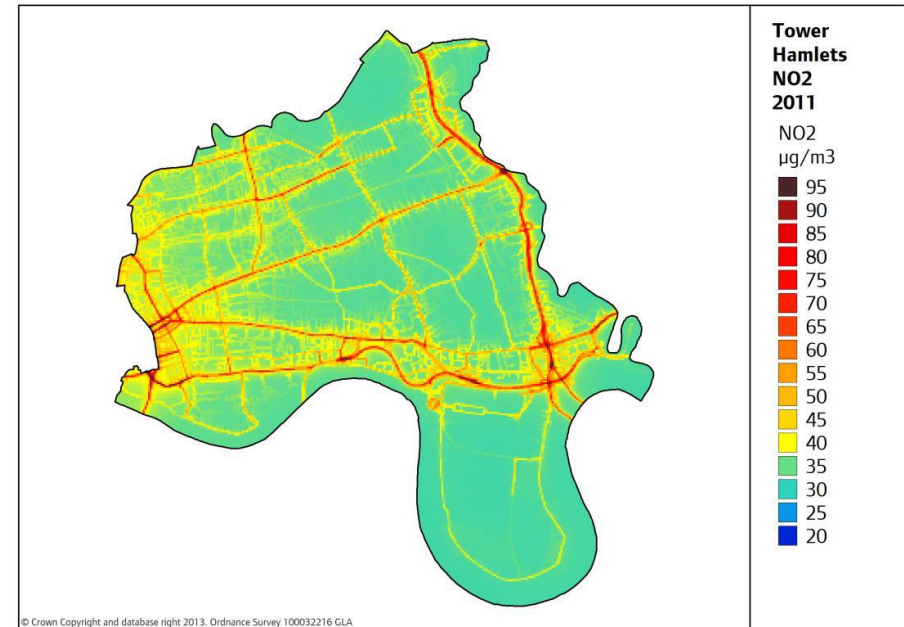 Tower
Hamlets
NO2
2011
NO2
µg/m3
95
90
85
80
75
70
65
60
55
50
45
40
35
30
25
20
© Crown Copyright and database right 2013. Ordnance Survey 100032216 GLA